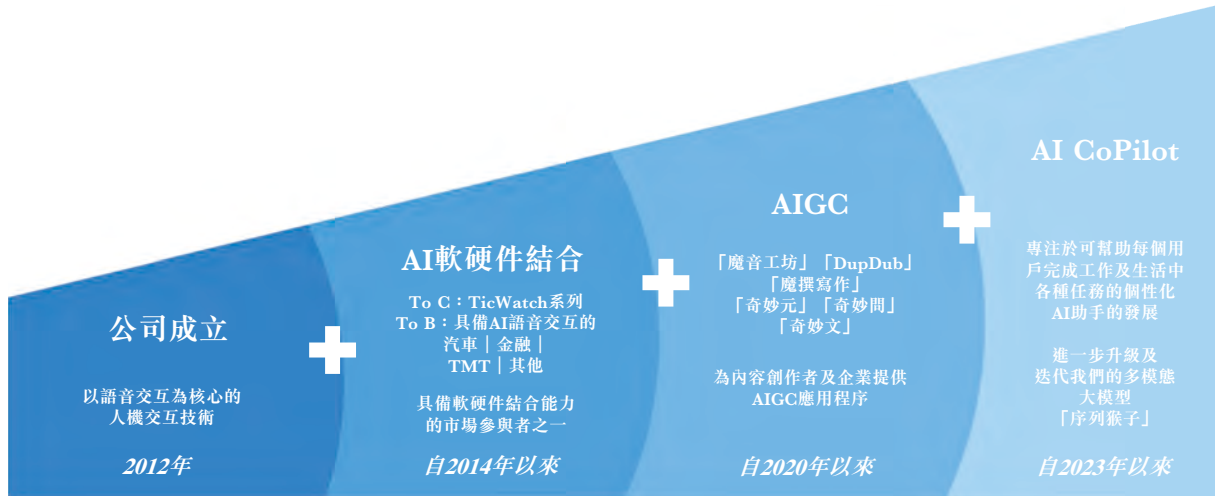 公司成立
以語音交互為核心的
人機交互技術
2012年
AI軟硬件結合
To C：TicWatch系列
To B：具備AI語音交互的
汽車｜金融｜
TMT｜其他
具備軟硬件結合能力
的市場參與者之一
自2014年以來
AIGC
「魔音工坊」「DupDub」
「魔撰寫作」
「奇妙元」「奇妙問」
「奇妙文」
為內容創作者及企業提供
AIGC應用程序
自2020年以來
AI CoPilot
專注於可幫助每個用
戶完成工作及生活中
各種任務的個性化
AI助手的發展
進一步升級及
迭代我們的多模態
大模型
「序列猴子」
自2023年以來